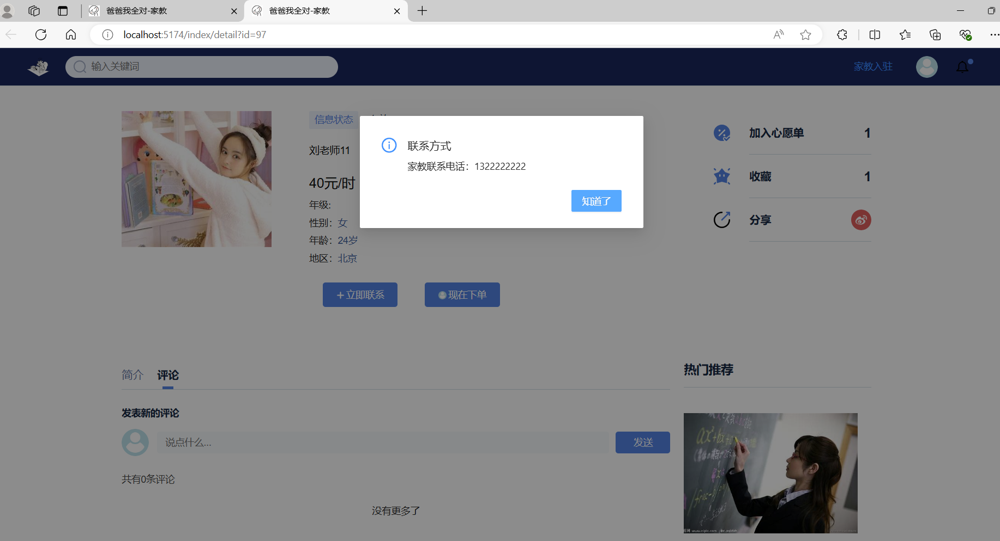 爸爸我全对-家教
爸爸我全对-家教
localhost:5174/index/detail?id=97
输入关键词
家教入驻
信息状态
刘老师11
40元/时
年级:
性别：女
年龄：24岁
地区：北京
联系方式
家教联系电话：1322222222
知道了
加入心愿单 1
收藏 1
分享
立即联系
现在下单
简介 评论
热门推荐
发表新的评论
说点什么...
发送
共有0条评论
没有更多了